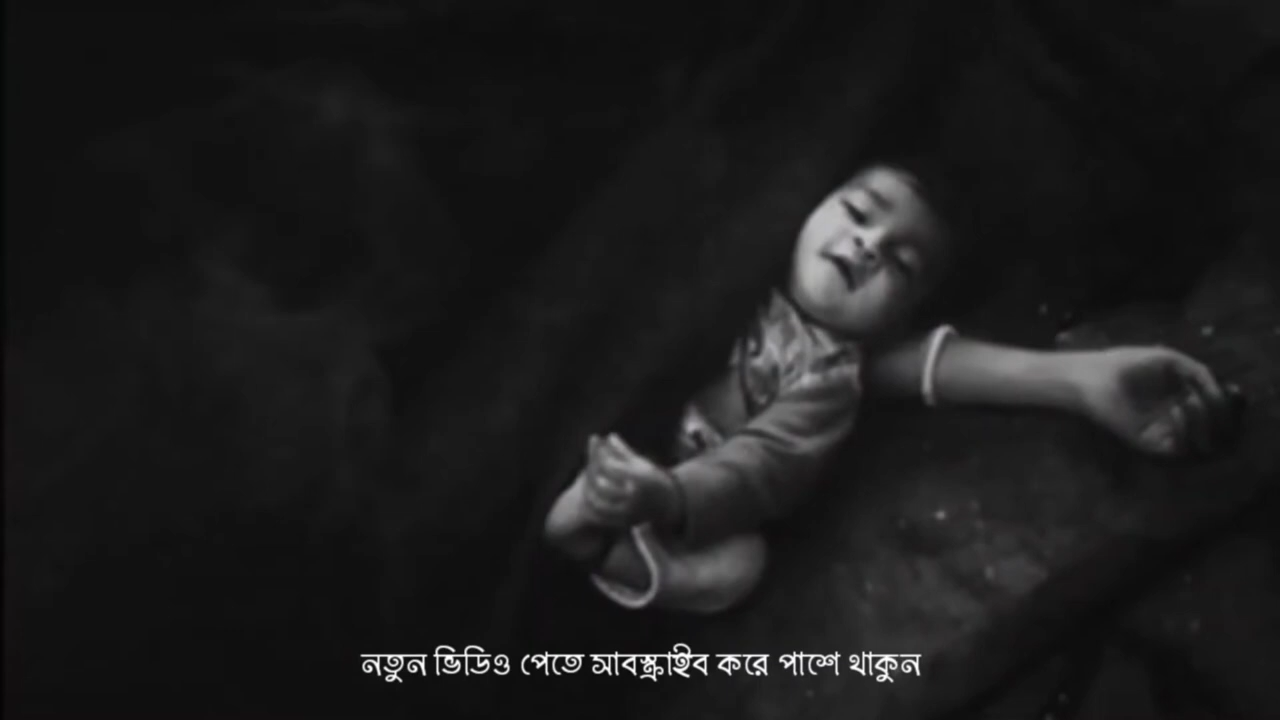 নতুন ভিডিও পেতে সাবস্ক্রাইব করে পাশে থাকুন